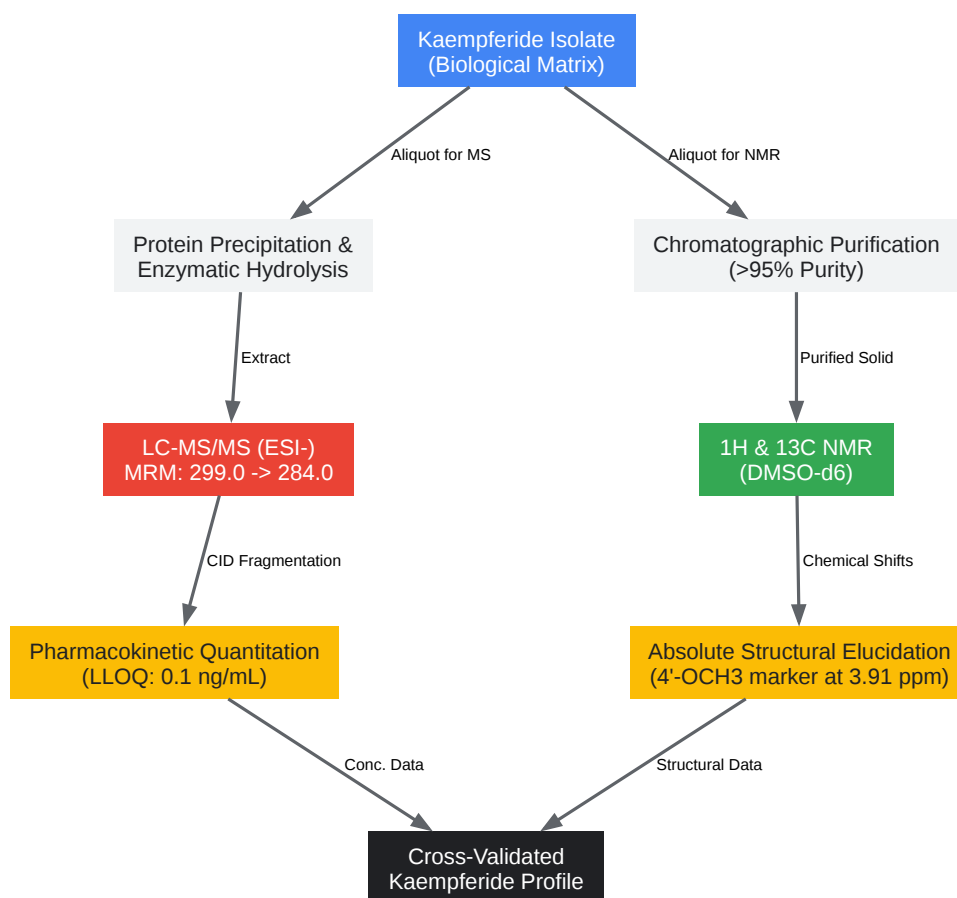 Kaempferide Isolate
(Biological Matrix)
Aliquot for MS
Aliquot for NMR
Protein Precipitation &
Enzymatic Hydrolysis
Chromatographic Purification
(>95% Purity)
Extract
Purified Solid
LC-MS/MS (ESI-)
MRM: 299.0 -> 284.0
1H & 13C NMR
(DMSO-d6)
CID Fragmentation
Chemical Shifts
Pharmacokinetic Quantitation
(LLOQ: 0.1 ng/mL)
Absolute Structural Elucidation
(4'-OCH3 marker at 3.91 ppm)
Conc. Data
Structural Data
Cross-Validated
Kaempferide Profile